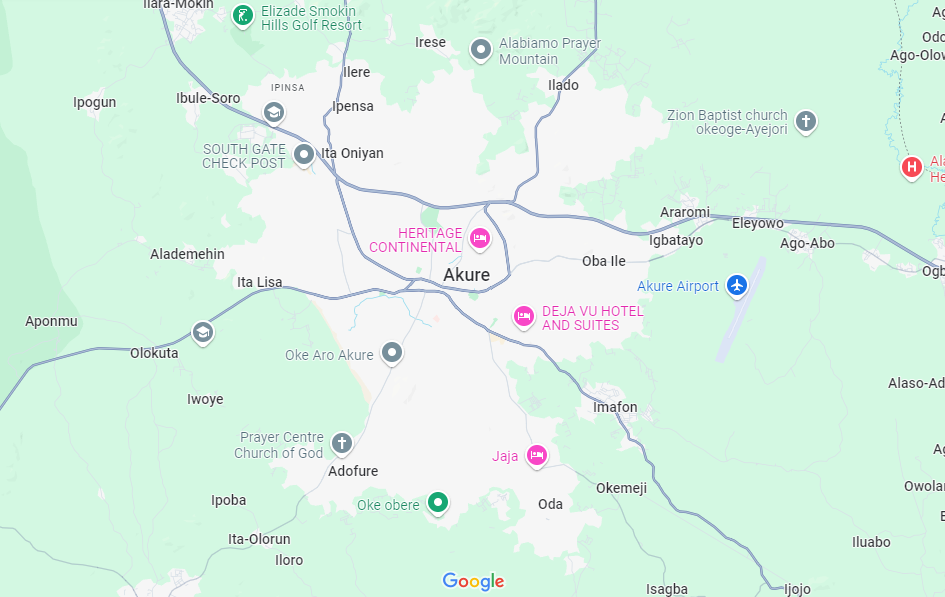 Ilara-Mokin
Elizade Smokin
Hills Golf Resort
Irese
Alabiamo Prayer
Mountain
Ago-Olow
Ilere
Ilado
IPINSA
Ipogun
Ibule-Soro
Ipensa
Zion Baptist church
okeoge-Ayejori
SOUTH GATE
CHECK POST
Ita Oniyan
H
Araromi
Eleyowo
HERITAGE
CONTINENTAL
Igbatayo
Ago-Abo
Alademehin
Oba Ile
Akure
Ita Lisa
Akure Airport
DEJA VU HOTEL
AND SUITES
Aponmu
Olokuta
Oke Aro Akure
Alaso-Ad
Iwoye
Imafon
Prayer Centre
Church of God
Jaja
Adofure
Okemeji
Owolar
Ipoba
Oke obere
Oda
Ita-Olorun
Iluabo
Iloro
Google
Isagba
Ijojo